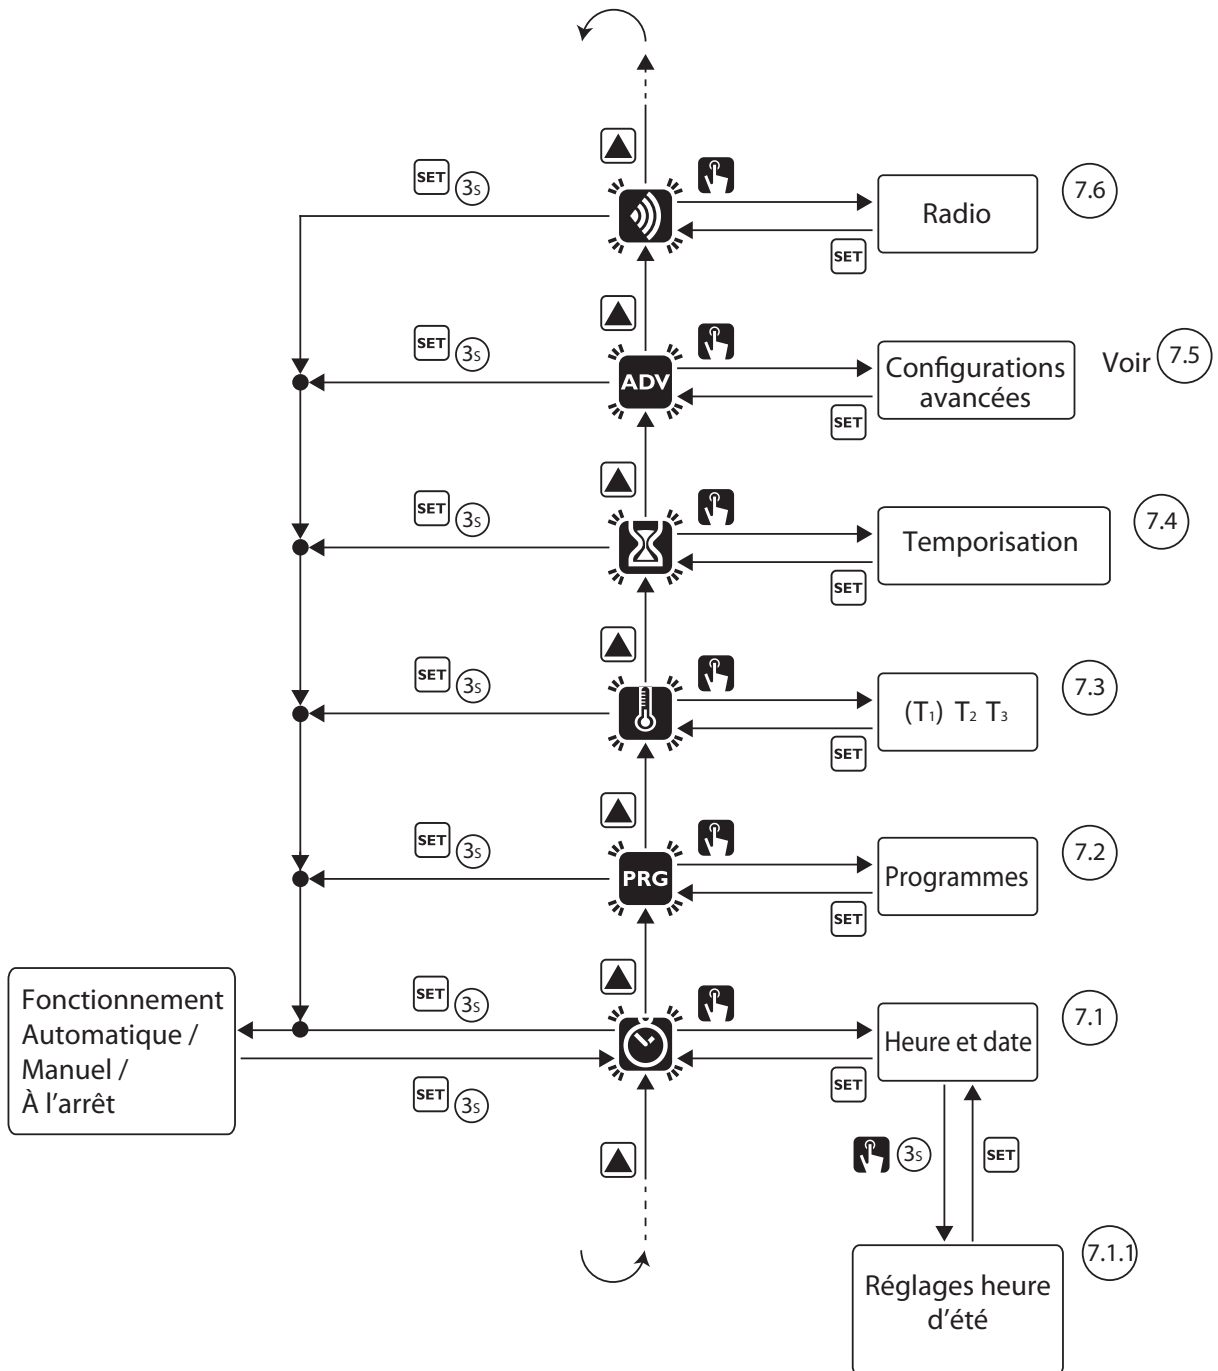 SET 3s
7.6
Radio
SET
SET 3s
ADV
Configurations
avancées
Voir 7.5
SET
SET 3s
Temporisation
7.4
SET
SET 3s
(T1) T2 T3
7.3
SET
SET 3s
PRG
Programmes
7.2
SET
Fonctionnement
Automatique /
Manuel /
À l'arrêt
SET 3s
SET 3s
Heure et date
7.1
SET
3s
SET
7.1.1
Réglages heure
d'été